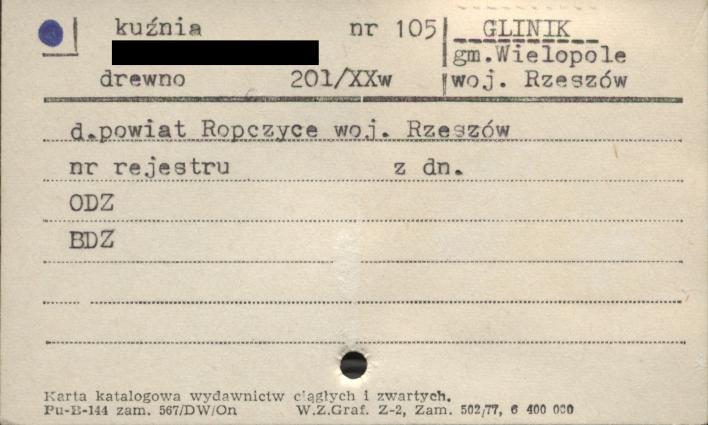 kuźnia nr 105 GLINIK
gm.Wielopole
drewno 201/XXw woj. Rzeszów
d.powiat Ropczyce woj. Rzeszów
nr rejestru z dn.
ODZ
BDZ
Karta katalogowa wydawnictw ciągłych i zwartych.
Pu-B-144 zam. 567/DW/On W.Z.Graf. Z-2, Zam. 502/77, 6 400 000